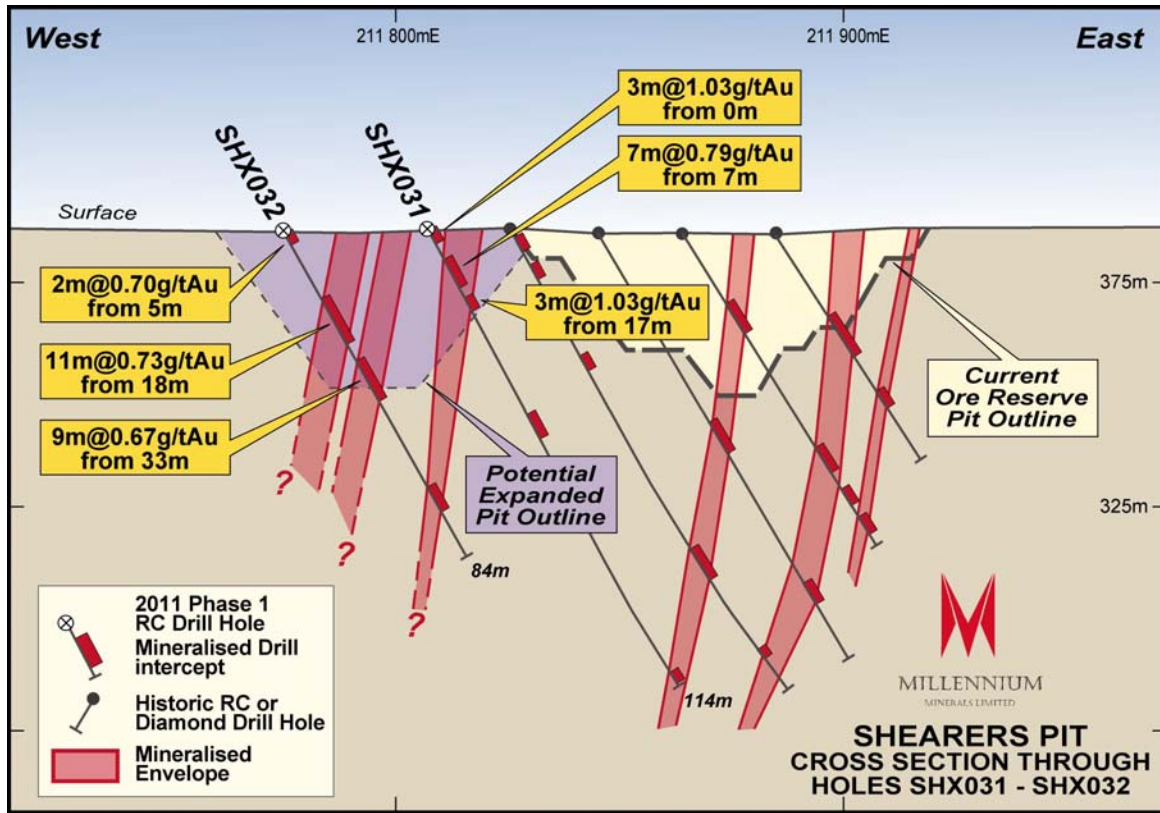 West
211 800mE
211 900mE
East
3m@1.03g/tAu
from 0m
7m@0.79g/tAu
from 7m
SHX032
SHX031
Surface
2m@0.70g/tAu
from 5m
3m@1.03g/tAu
from 17m
375m
11m@0.73g/tAu
from 18m
9m@0.67g/tAu
from 33m
Current
Ore Reserve
Pit Outline
Potential
Expanded
Pit Outline
325m
?
?
?
84m
114m
2011 Phase 1
RC Drill Hole
Mineralised Drill
intercept
Historic RC or
Diamond Drill Hole
Mineralised
Envelope
MILLENNIUM
MINERALS LIMITED
SHEARERS PIT
CROSS SECTION THROUGH
HOLES SHX031 - SHX032